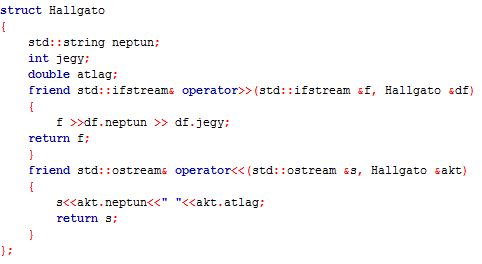 struct Hallgato
{
    std::string neptun;
    int jegy;
    double atlag;
    friend std::ifstream& operator>>(std::ifstream &f, Hallgato &df)
    {
        f >>df.neptun >> df.jegy;
    return f;
    }
    friend std::ostream& operator<<(std::ostream &s, Hallgato &akt)
    {
        s<<akt.neptun<<" "<<akt.atlag;
        return s;
    }
};